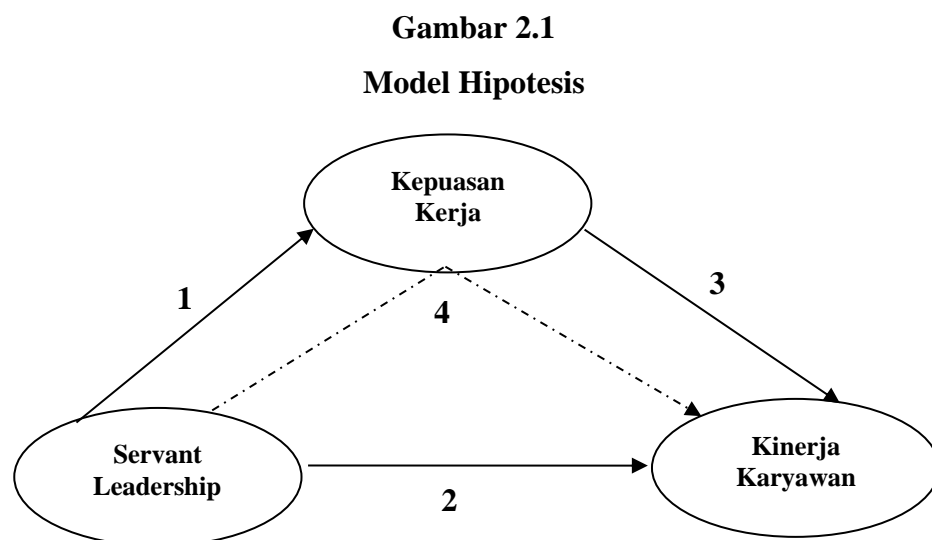 Gambar 2.1
Model Hipotesis
Kepuasan
Kerja
1
3
4
Servant
Leadership
Kinerja
Karyawan
2